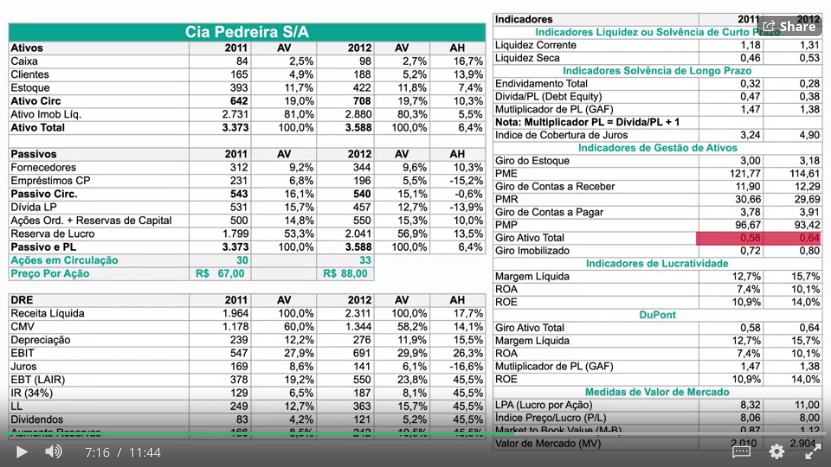 Cia Pedreira S/A
Ativos 2011 AV 2012 AV AH
Caixa 84 2,5% 98 2,7% 16,7%
Clientes 165 4,9% 188 5,2% 13,9%
Estoque 393 11,7% 422 11,8% 7,4%
Ativo Circ 642 19,0% 708 19,7% 10,3%
Ativo Imob Líq. 2.731 81,0% 2.880 80,3% 5,5%
Ativo Total 3.373 100,0% 3.588 100,0% 6,4%
Passivos 2011 AV 2012 AV AH
Fornecedores 312 9,2% 344 9,6% 10,3%
Empréstimos CP 231 6,8% 196 5,5% -15,2%
Passivo Circ. 543 16,1% 540 15,1% -0,6%
Dívida LP 531 15,7% 457 12,7% -13,9%
Ações Ord. + Reservas de Capital 500 14,8% 550 15,3% 10,0%
Reserva de Lucro 1.799 53,3% 2.041 56,9% 13,5%
Passivo e PL 3.373 100,0% 3.588 100,0% 6,4%
Ações em Circulação 30 33
Preço Por Ação R$ 67,00 R$ 88,00
DRE 2011 AV 2012 AV AH
Receita Líquida 1.964 100,0% 2.311 100,0% 17,7%
CMV 1.178 60,0% 1.344 58,2% 14,1%
Depreciação 239 12,2% 276 11,9% 15,5%
EBIT 547 27,9% 691 29,9% 26,3%
Juros 169 8,6% 141 6,1% -16,6%
EBT (LAIR) 378 19,2% 550 23,8% 45,5%
IR (34%) 129 6,5% 187 8,1% 45,5%
LL 249 12,7% 363 15,7% 45,5%
Dividendos 83 4,2% 121 5,2% 45,5%
Indicadores 2011 2012
Share
Indicadores Liquidez ou Solvência de Curto Prazo
Liquidez Corrente 1,18 1,31
Liquidez Seca 0,46 0,53
Indicadores Solvência de Longo Prazo
Endividamento Total 0,32 0,28
Dívida/PL (Debt Equity) 0,47 0,38
Mutliplicador de PL (GAF) 1,47 1,38
Nota: Multiplicador PL = Dívida/PL + 1
Indice de Cobertura de Juros 3,24 4,90
Indicadores de Gestão de Ativos
Giro do Estoque 3,00 3,18
PME 121,77 114,61
Giro de Contas a Receber 11,90 12,29
PMR 30,66 29,69
Giro de Contas a Pagar 3,78 3,91
PMP 96,67 93,42
Giro Ativo Total 0,58 0,64
Giro Imobilizado 0,72 0,80
Indicadores de Lucratividade
Margem Líquida 12,7% 15,7%
ROA 7,4% 10,1%
ROE 10,9% 14,0%
DuPont
Giro Ativo Total 0,58 0,64
Margem Líquida 12,7% 15,7%
ROA 7,4% 10,1%
Mutliplicador de PL (GAF) 1,47 1,38
ROE 10,9% 14,0%
Medidas de Valor de Mercado
LPA (Lucro por Ação) 8,32 11,00
Índice Preço/Lucro (P/L) 8,06 8,00
Market to Book Value (M-B) 0,87 1,12
Valor de Mercado (MV) 2.010 2.904
7:16 / 11:44